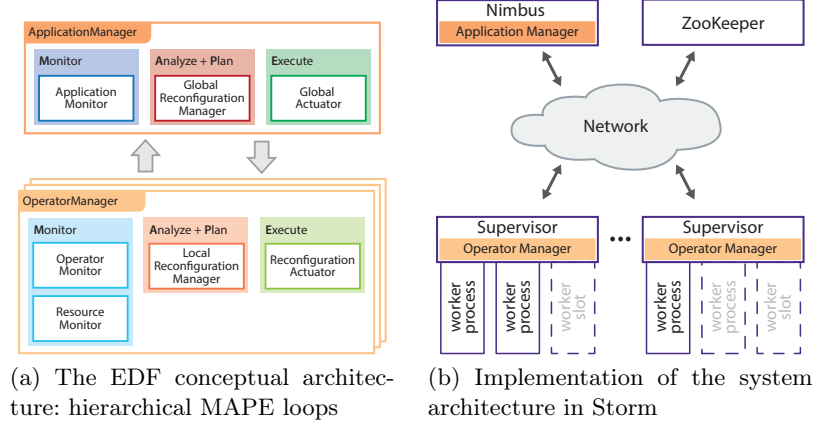 ApplicationManager
Monitor
Application
Monitor
Analyze + Plan
Global
Reconfiguration
Manager
Execute
Global
Actuator
OperatorManager
Monitor
Operator
Monitor
Resource
Monitor
Analyze + Plan
Local
Reconfiguration
Manager
Execute
Reconfiguration
Actuator
(a) The EDF conceptual architec-
ture: hierarchical MAPE loops
Nimbus
Application Manager
ZooKeeper
Network
Supervisor
Operator Manager
worker
process
worker
process
worker
slot
...
Supervisor
Operator Manager
worker
process
worker
process
worker
slot
(b) Implementation of the system
architecture in Storm